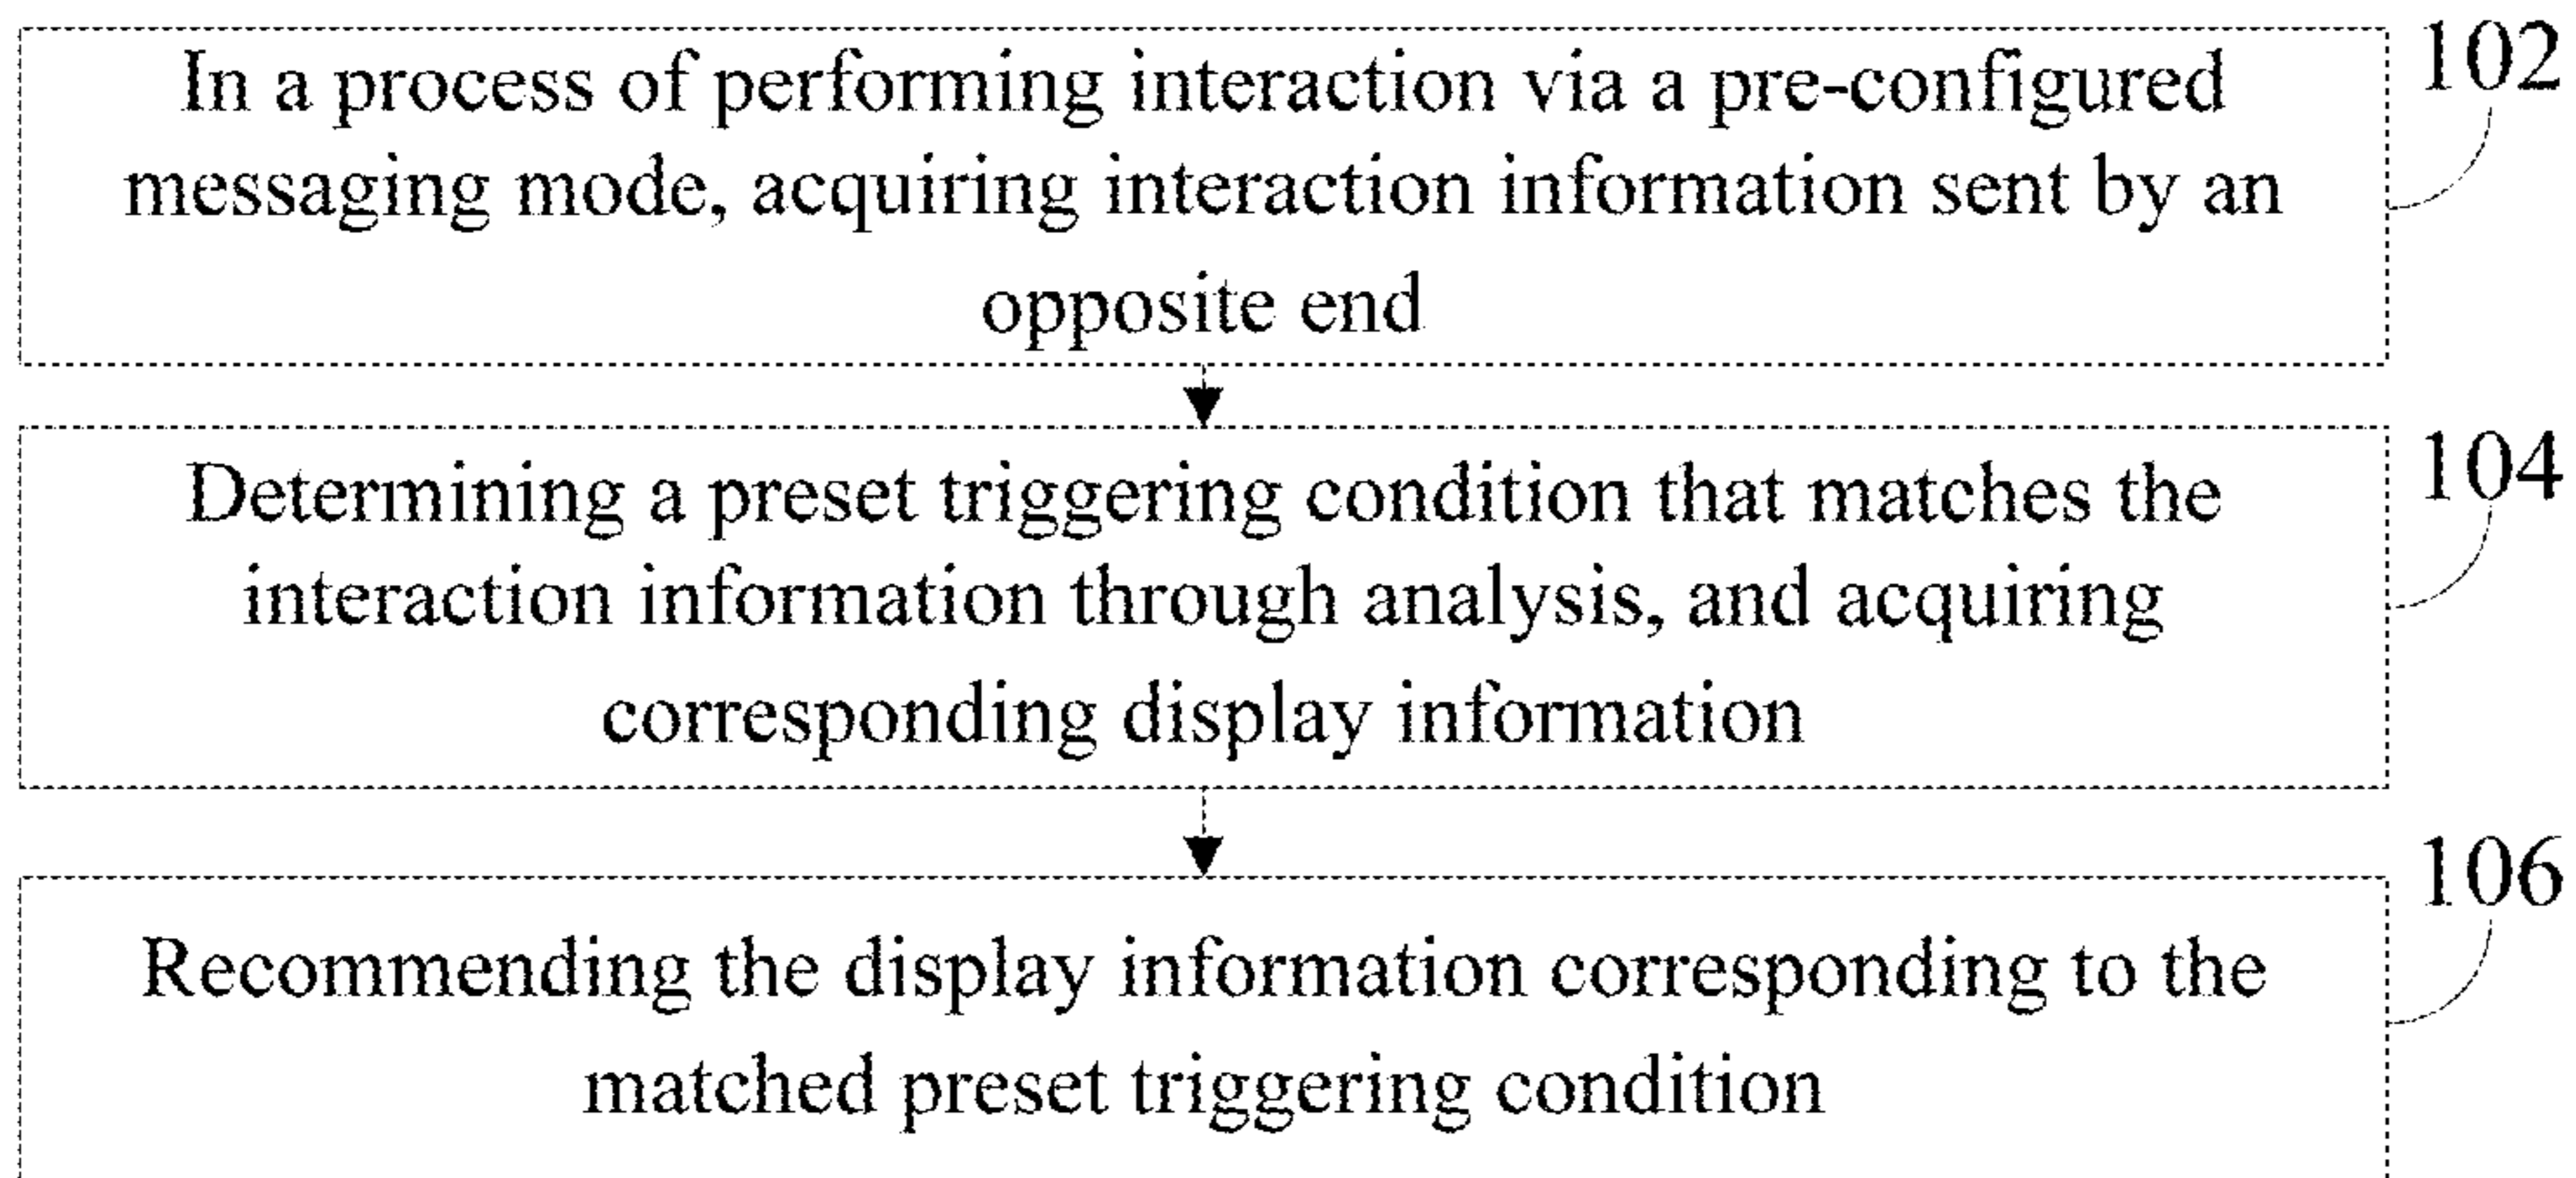 In a process of performing interaction via a pre-configured
messaging mode, acquiring interaction information sent by an
opposite end
102
Determining a preset triggering condition that matches the
interaction information through analysis, and acquiring
corresponding display information
104
Recommending the display information corresponding to the
matched preset triggering condition
106